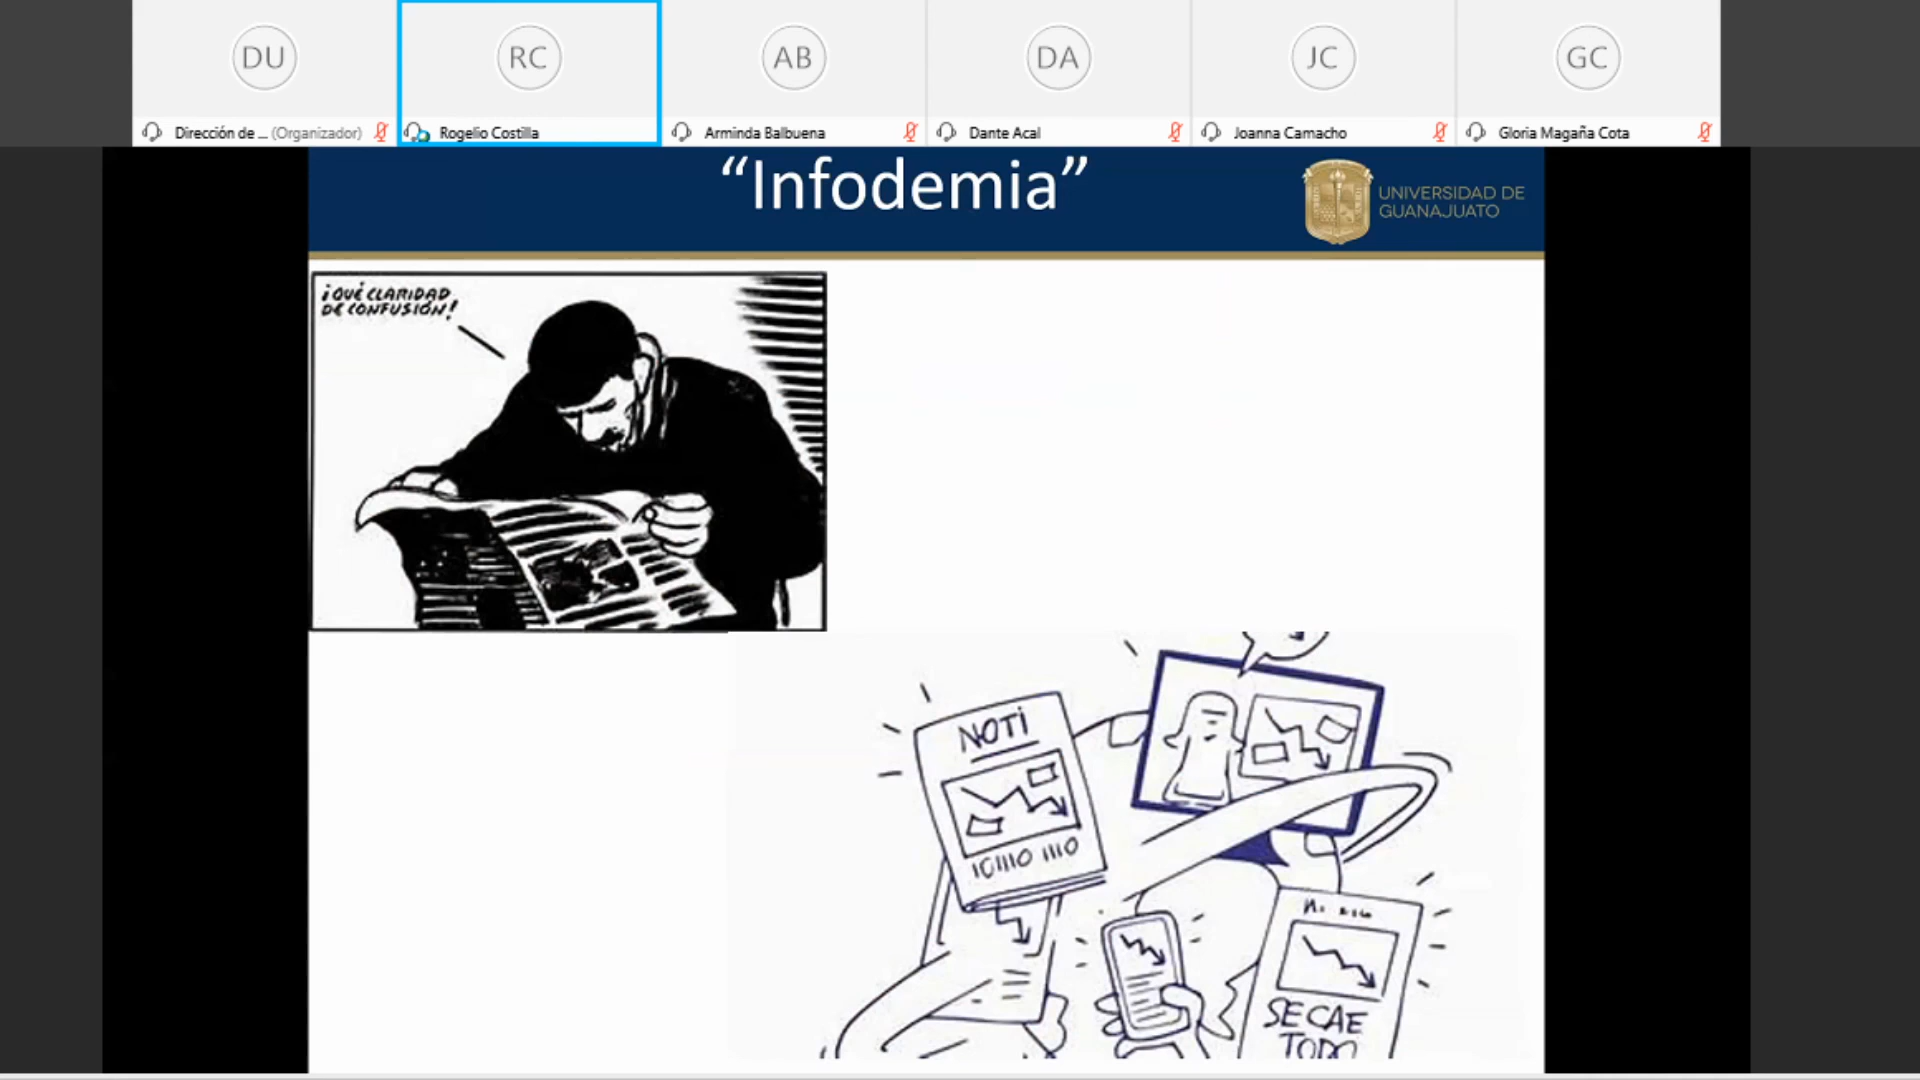 DU
RC
AB
DA
JC
GC
Dirección de ... (Organizador)
Rogelio Costilla
Arminda Balbuena
Dante Acal
Joanna Camacho
Gloria Magaña Cota
“Infodemia”
UNIVERSIDAD DE
GUANAJUATO
¡QUÉ CLARIDAD
DE CONFUSIÓN!
NOTI
SE CAE
TODO